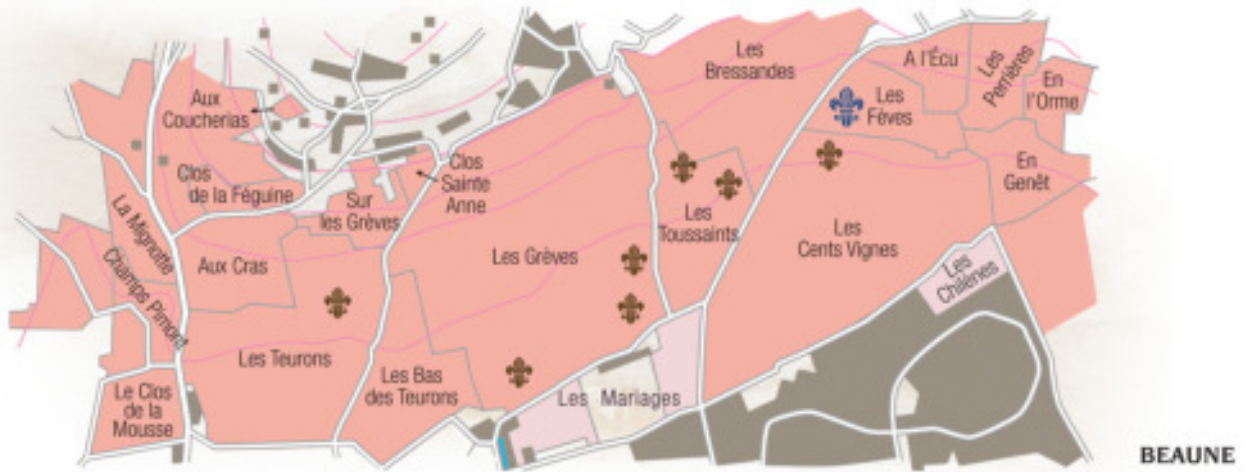 Les
Bressandes
A l'Écu
Les
Perrières
En
l'Orme
Aux
Coucherias
Les
Fèves
Clos
de la Féguine
Clos
Sainte
Anne
En
Genêt
Sur
les Grèves
La Mignotte
Les
Toussaints
Les
Cents Vignes
Champs Pimont
Aux Cras
Les Grèves
Les
Chilènes
Les Teurons
Les Bas
des Teurons
Le Clos
de la
Mousse
Les Mariages
BEAUNE